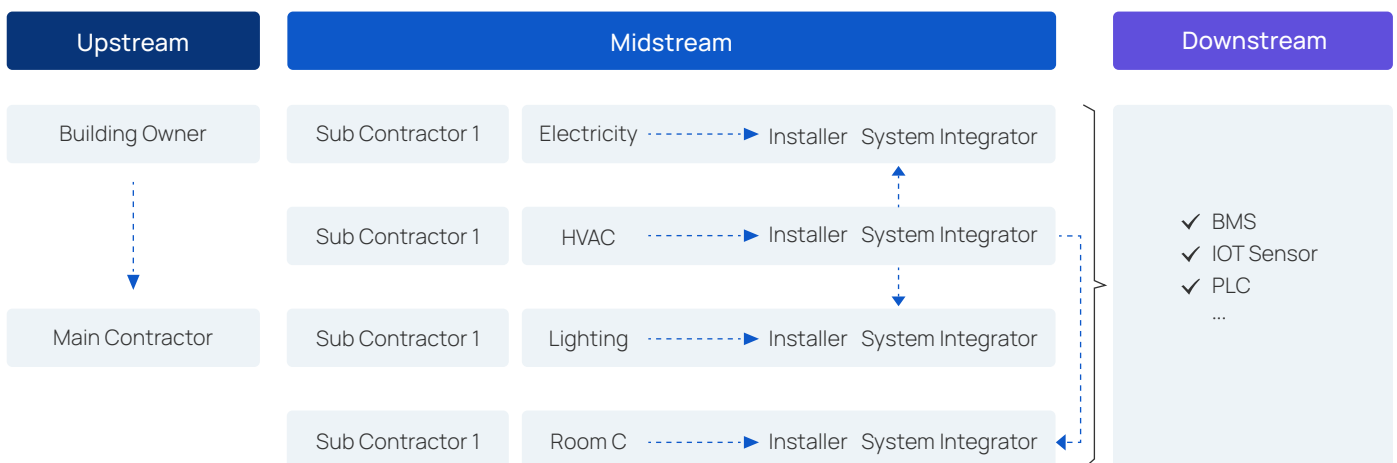 Upstream
Midstream
Downstream
Building Owner
Sub Contractor 1
Electricity
Installer
System Integrator
Sub Contractor 1
HVAC
Installer
System Integrator
Main Contractor
Sub Contractor 1
Lighting
Installer
System Integrator
Sub Contractor 1
Room C
Installer
System Integrator
BMS
IOT Sensor
PLC
...